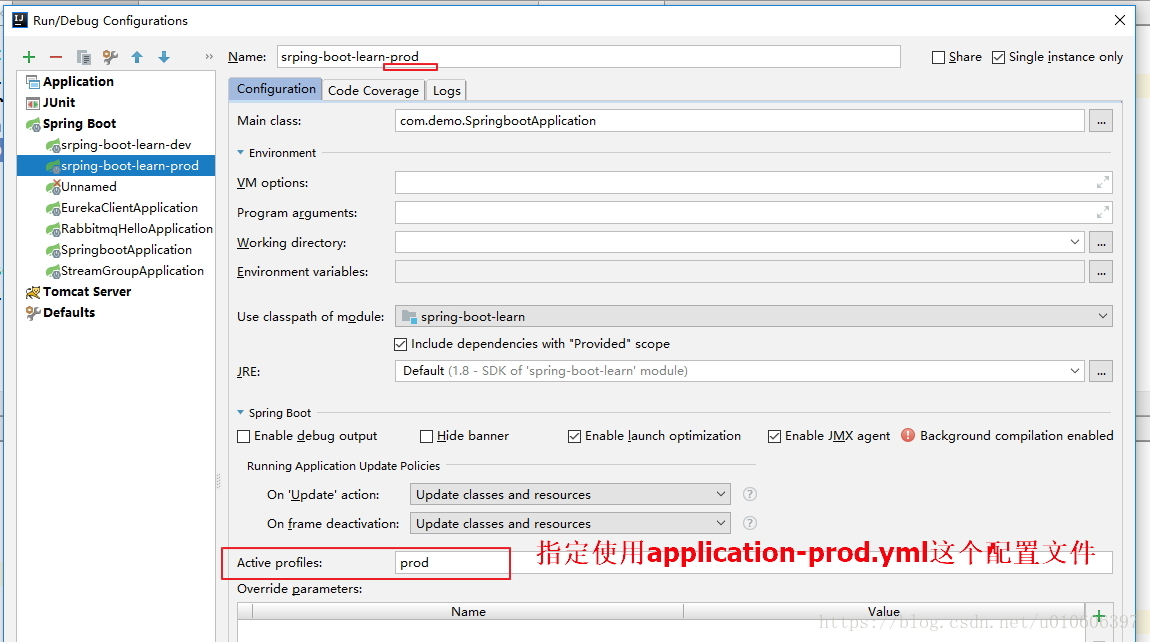 Run/Debug Configurations
Name: srping-boot-learn-prod
Share
Single instance only
Application
JUnit
Spring Boot
srping-boot-learn-dev
srping-boot-learn-prod
Unnamed
EurekaClientApplication
RabbitmqHelloApplication
SpringbootApplication
StreamGroupApplication
Tomcat Server
Defaults
Configuration Code Coverage Logs
Main class: com.demo.SpringbootApplication ...
Environment
VM options:
Program arguments:
Working directory: ...
Environment variables: ...
Use classpath of module: spring-boot-learn
Include dependencies with "Provided" scope
JRE: Default (1.8 - SDK of 'spring-boot-learn' module) ...
Spring Boot
Enable debug output Hide banner Enable launch optimization Enable JMX agent Background compilation enabled
Running Application Update Policies
On 'Update' action: Update classes and resources ?
On frame deactivation: Update classes and resources ?
Active profiles: prod
指定使用application-prod.yml这个配置文件
Override parameters:
Name Value
https://blog.csdn.net/u010606397